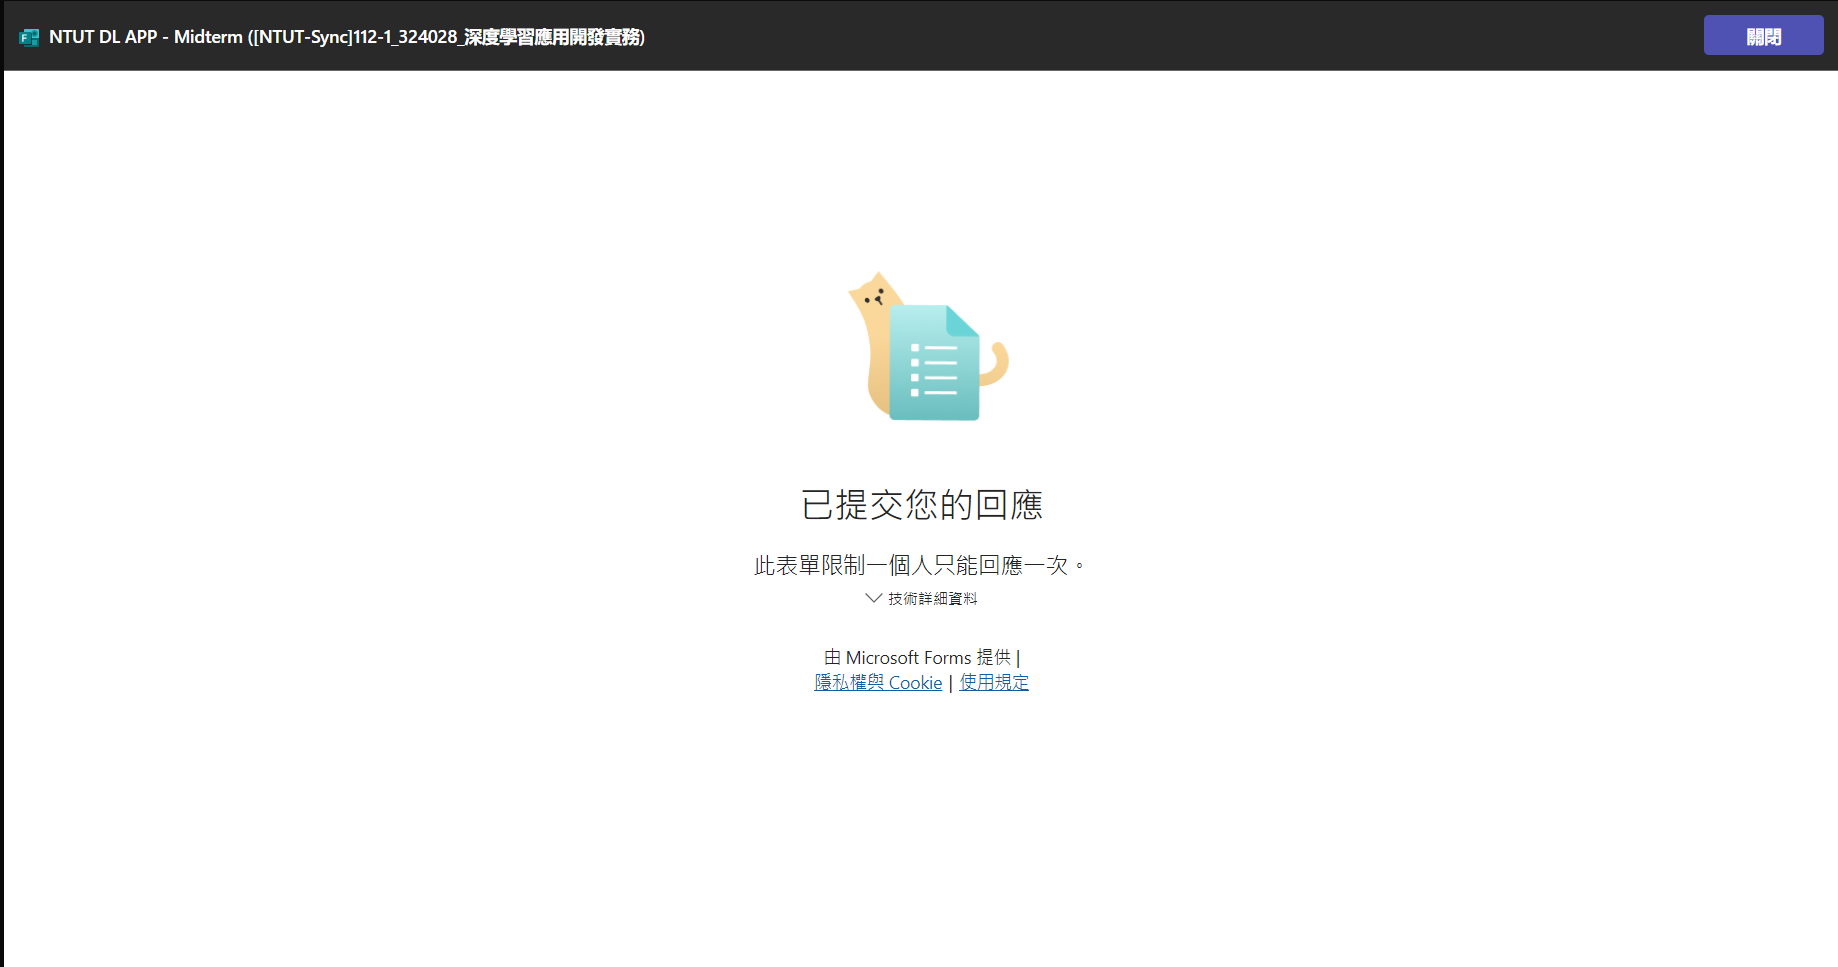 NTUT DL APP - Midterm ([NTUT-Sync]112-1_324028_深度學習應用開發實務)
關閉
已提交您的回應
此表單限制一個人只能回應一次。
技術詳細資料
由 Microsoft Forms 提供 |
隱私權與 Cookie | 使用規定